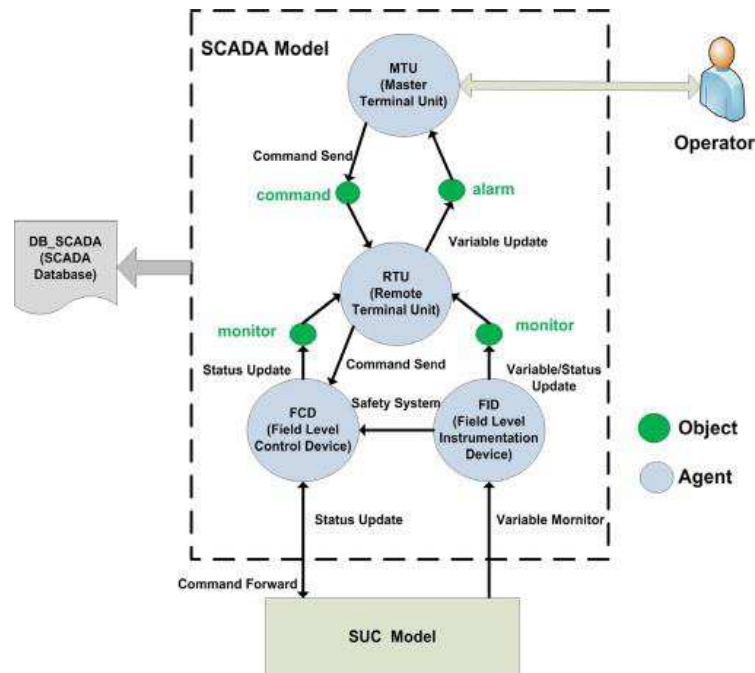 SCADA Model
MTU
(Master
Terminal
Unit)
Operator
Command Send
command
alarm
Variable Update
DB_SCADA
(SCADA
Database)
RTU
(Remote
Terminal Unit)
monitor
monitor
Status Update
Command Send
Variable/Status
Update
Safety System
FCD
(Field Level
Control Device)
FID
(Field Level
Instrumentation
Device)
Object
Agent
Status Update
Variable Mornitor
Command Forward
SUC Model